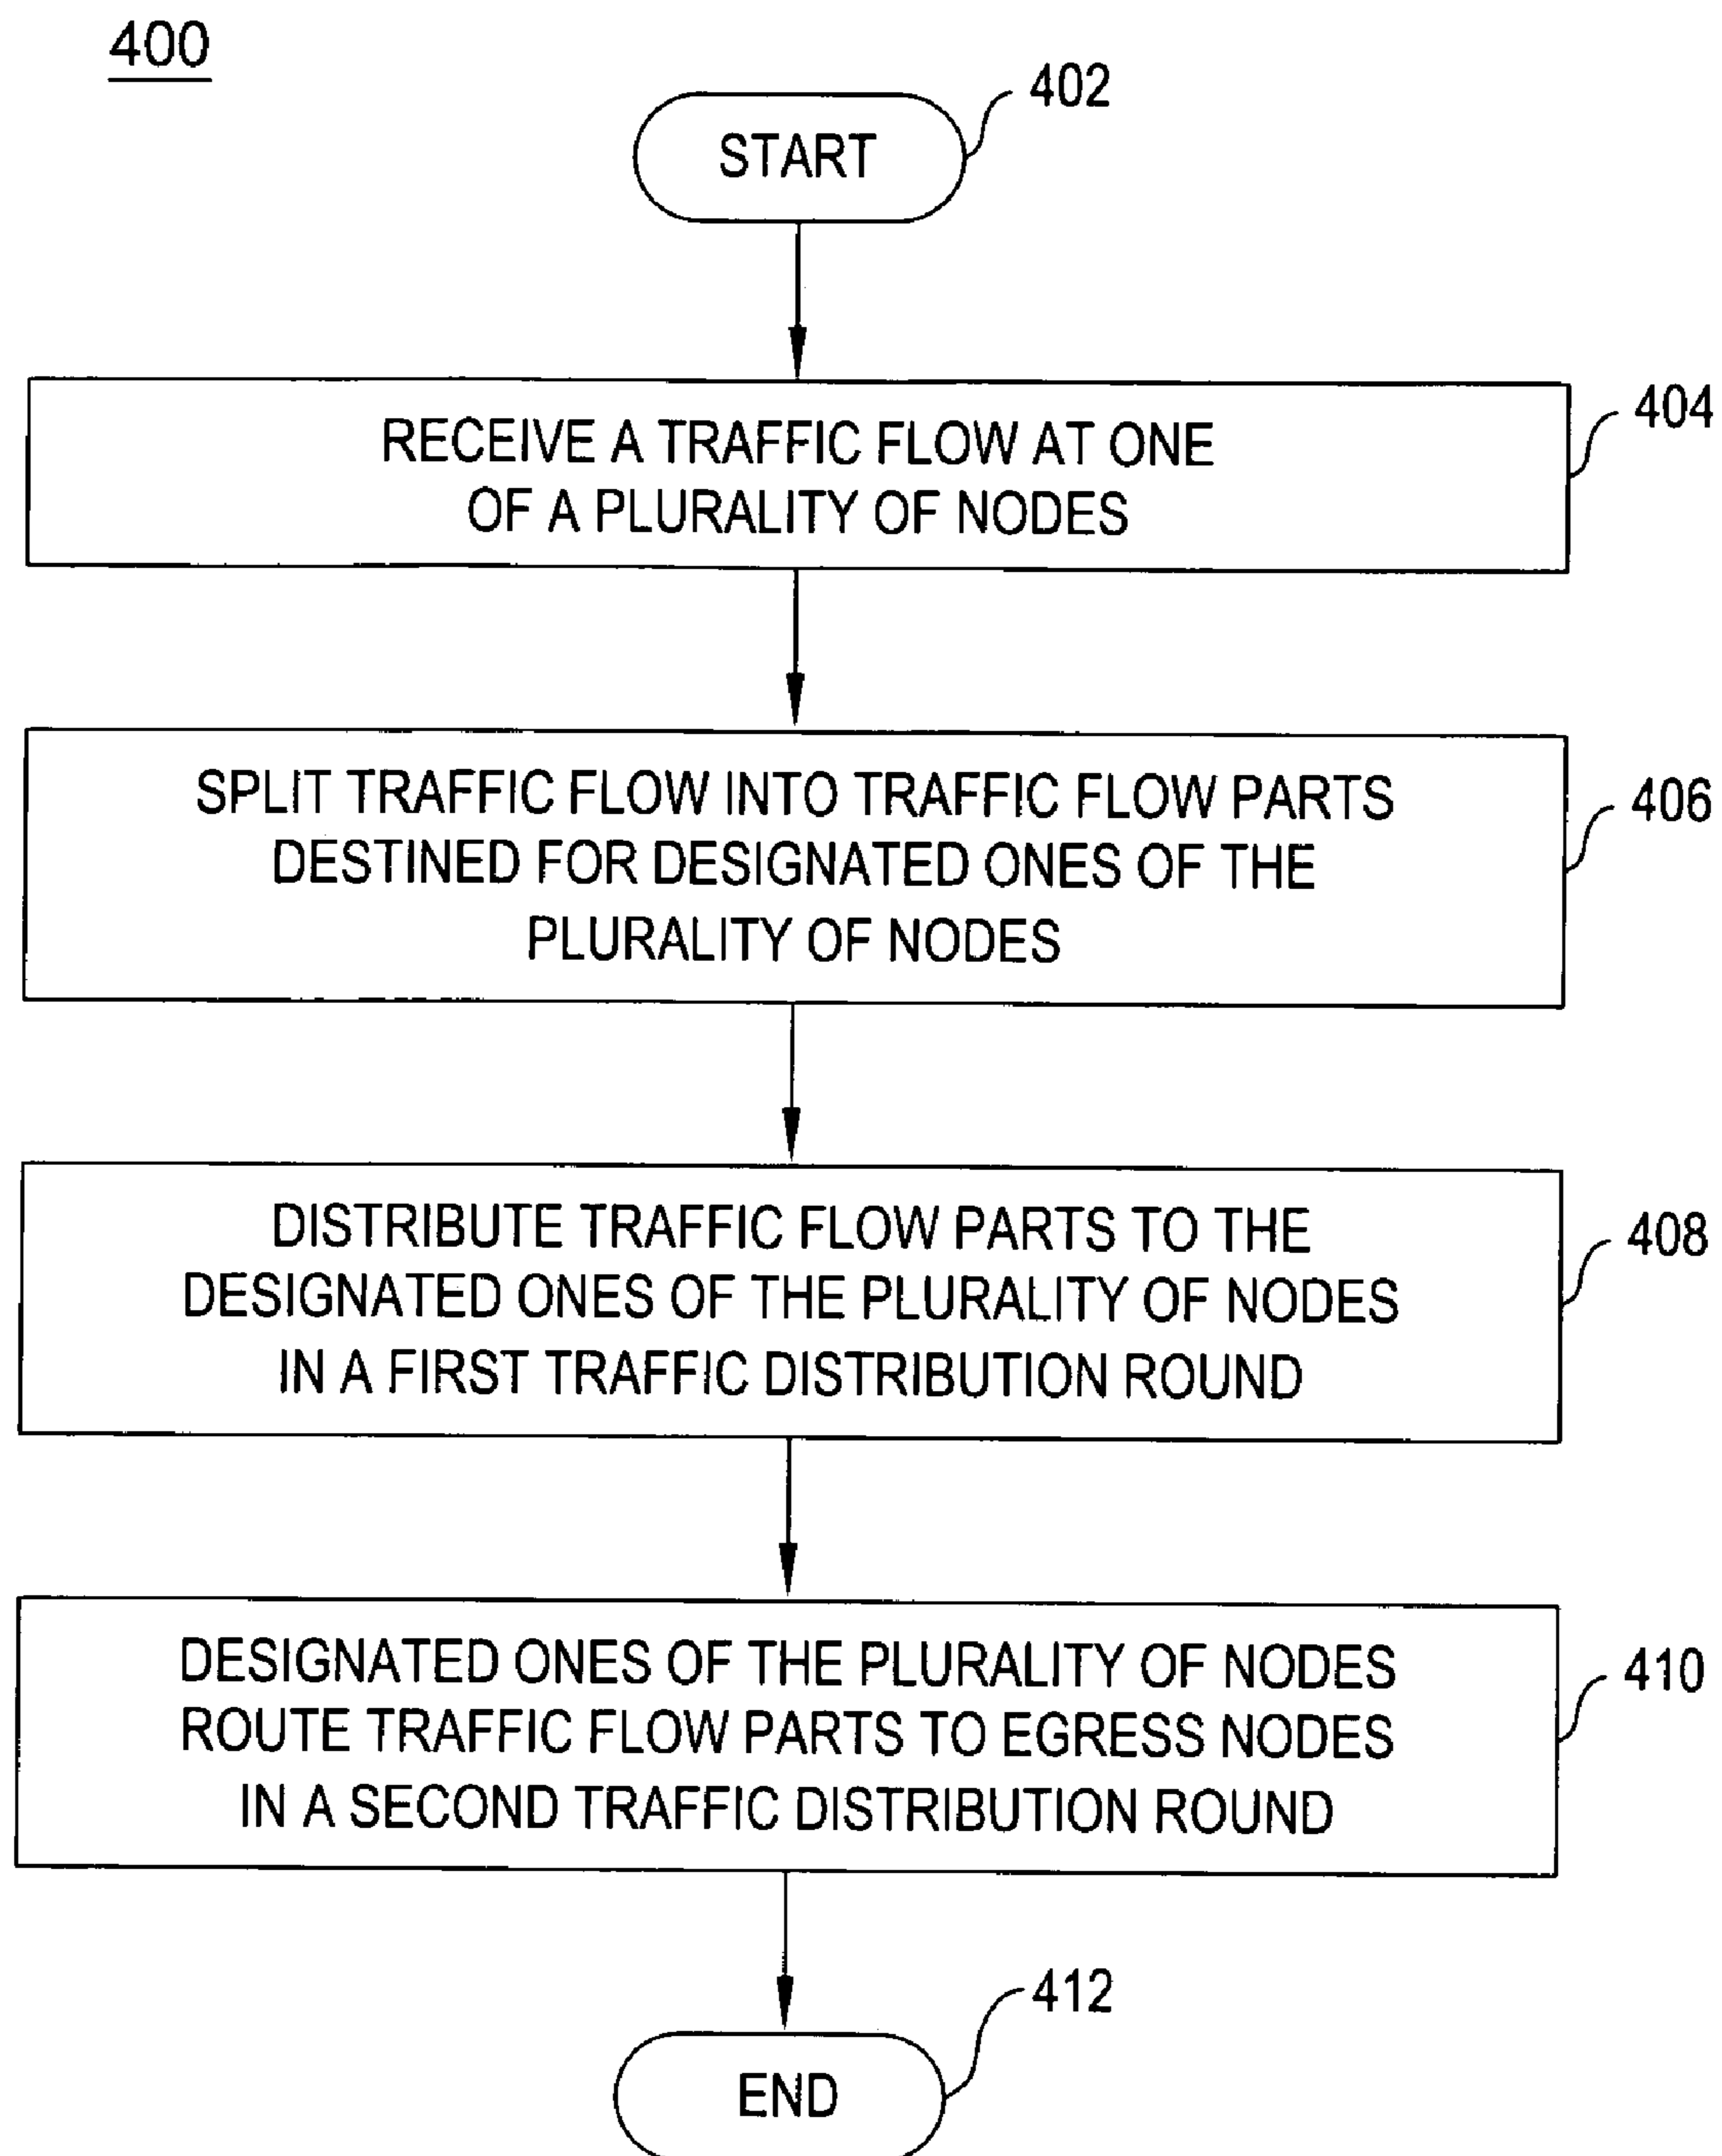 400
402
START
404
RECEIVE A TRAFFIC FLOW AT ONE
OF A PLURALITY OF NODES
406
SPLIT TRAFFIC FLOW INTO TRAFFIC FLOW PARTS
DESTINED FOR DESIGNATED ONES OF THE
PLURALITY OF NODES
408
DISTRIBUTE TRAFFIC FLOW PARTS TO THE
DESIGNATED ONES OF THE PLURALITY OF NODES
IN A FIRST TRAFFIC DISTRIBUTION ROUND
410
DESIGNATED ONES OF THE PLURALITY OF NODES
ROUTE TRAFFIC FLOW PARTS TO EGRESS NODES
IN A SECOND TRAFFIC DISTRIBUTION ROUND
412
END